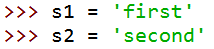 >>> s1 = 'first'
>>> s2 = 'second'